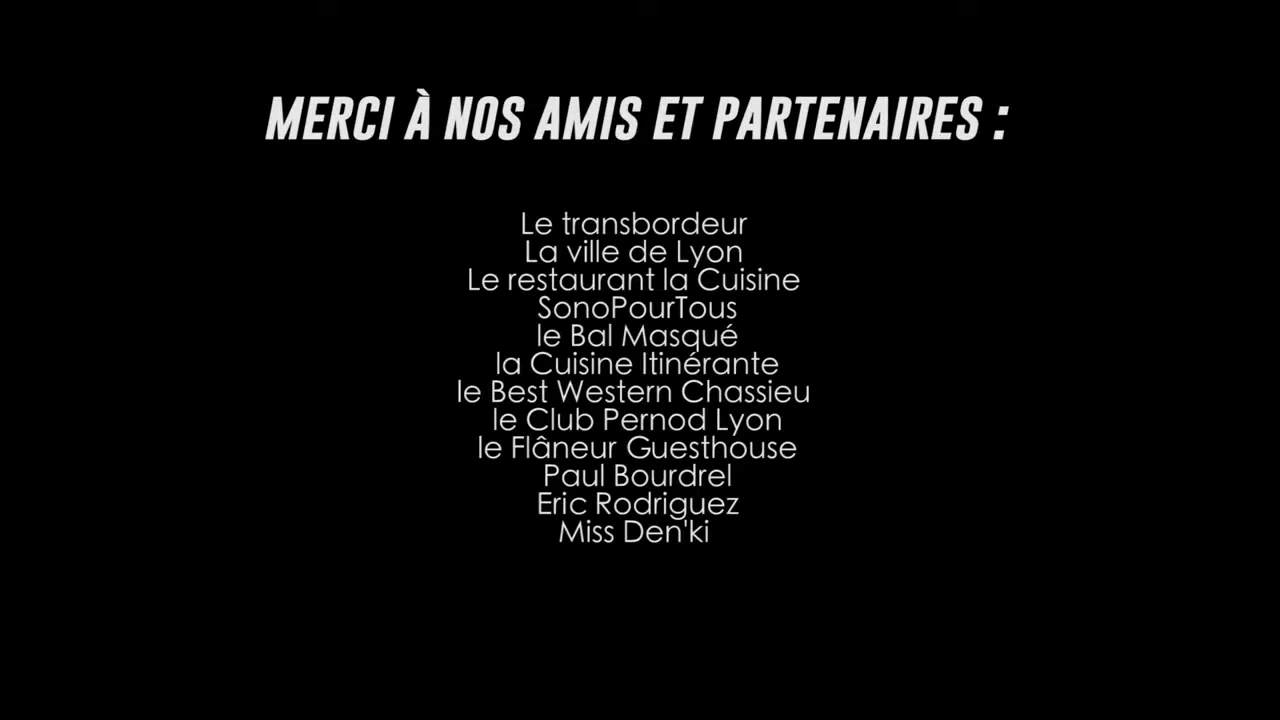 MERCI À NOS AMIS ET PARTENAIRES :
Le transbordeur
La ville de Lyon
Le restaurant la Cuisine
SonoPourTous
le Bal Masqué
la Cuisine Itinérante
le Best Western Chassieu
le Club Pernod Lyon
le Flâneur Guesthouse
Paul Bourdrel
Eric Rodriguez
Miss Den'ki